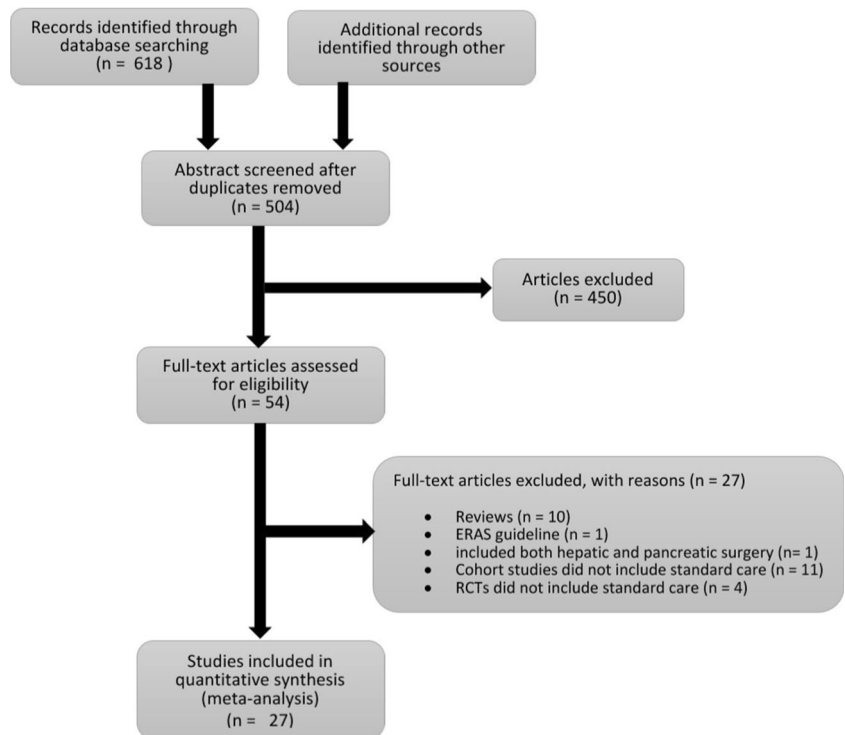 Records identified through
database searching
(n = 618 )
Additional records
identified through other
sources
Abstract screened after
duplicates removed
(n = 504)
Articles excluded
(n = 450)
Full-text articles assessed
for eligibility
(n = 54)
Full-text articles excluded, with reasons (n = 27)
• Reviews (n = 10)
• ERAS guideline (n = 1)
• included both hepatic and pancreatic surgery (n= 1)
• Cohort studies did not include standard care (n = 11)
• RCTs did not include standard care (n = 4)
Studies included in
quantitative synthesis
(meta-analysis)
(n = 27)